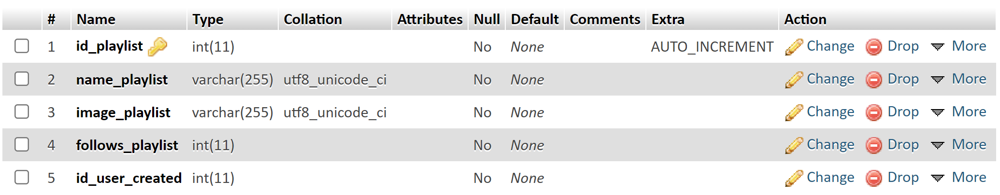 # Name Type Collation Attributes Null Default Comments Extra Action
1 id_playlist int(11) No None AUTO_INCREMENT Change Drop More
2 name_playlist varchar(255) utf8_unicode_ci No None Change Drop More
3 image_playlist varchar(255) utf8_unicode_ci No None Change Drop More
4 follows_playlist int(11) No None Change Drop More
5 id_user_created int(11) No None Change Drop More